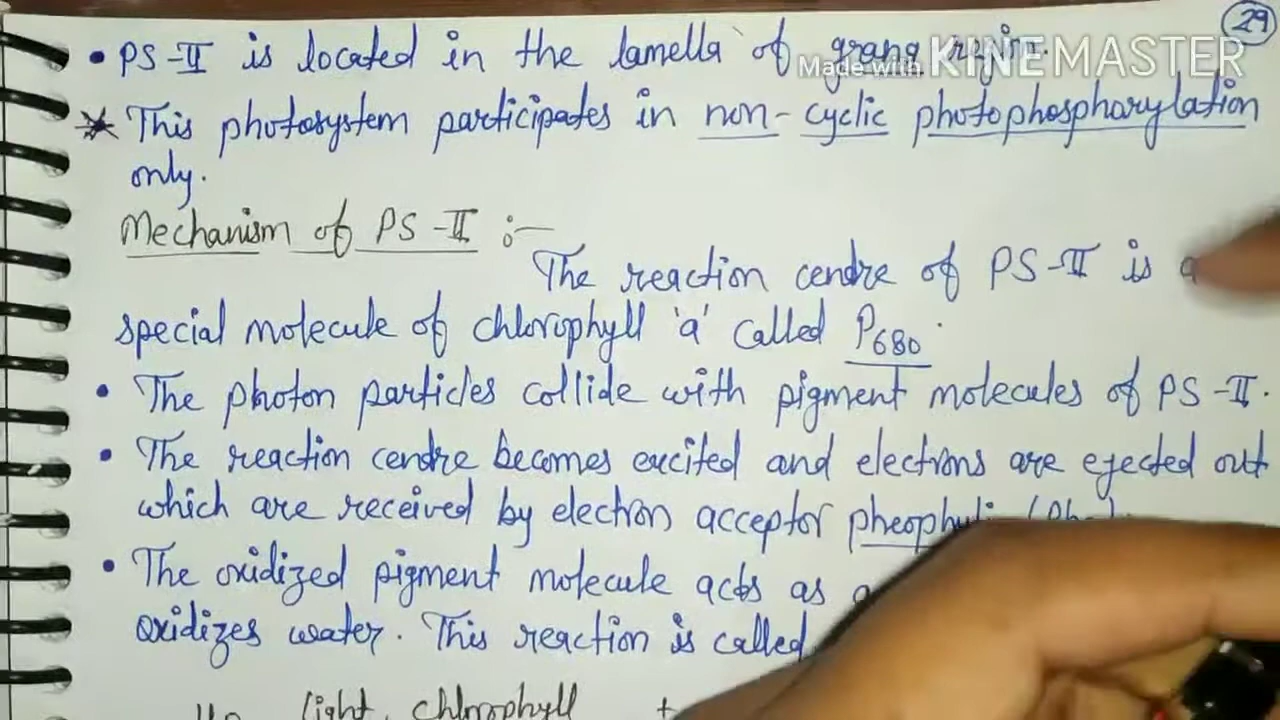 29
• PS-II is located in the lamella of grana region.
Made with KINEMASTER
* This photosystem participates in non-cyclic photophosphorylation
only.
Mechanism of PS-II :-
The reaction centre of PS-II is a
special molecule of chlorophyll 'a' called P680.
• The photon particles collide with pigment molecules of PS-II.
• The reaction centre becomes excited and electrons are ejected out
which are received by electron acceptor
• The oxidized pigment molecule acts as
oxidizes water. This reaction is called
light, chlorophyll +